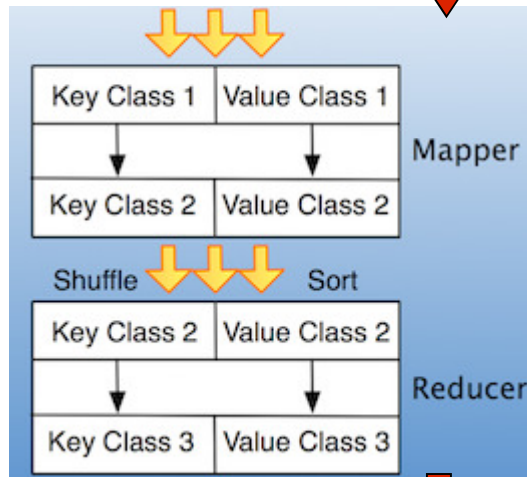 Key Class 1 Value Class 1
Mapper
Key Class 2 Value Class 2
Shuffle Sort
Key Class 2 Value Class 2
Reducer
Key Class 3 Value Class 3